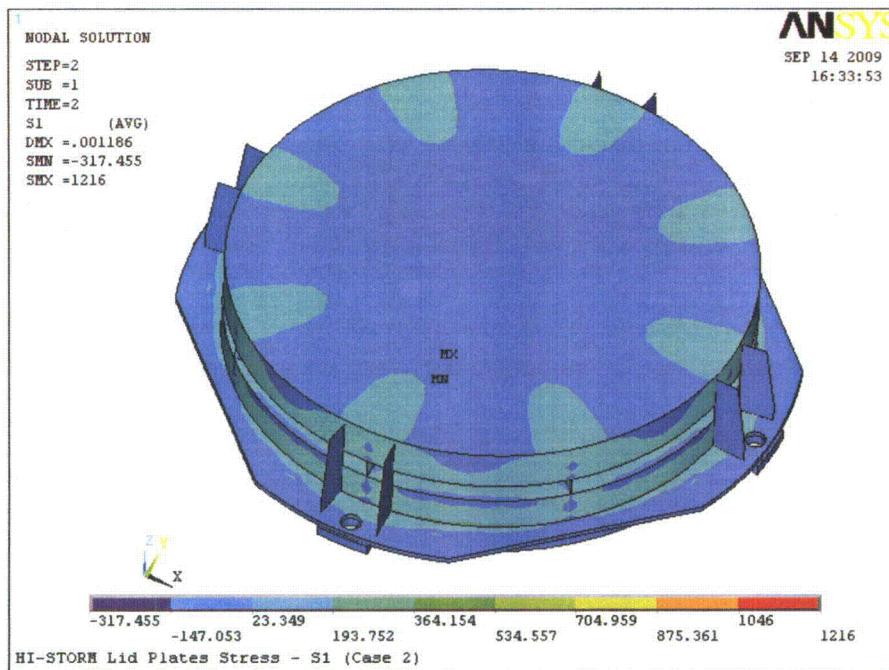 1
NODAL SOLUTION
STEP=2
SUB =1
TIME=2
S1 (AVG)
DMX =.001186
SMN =-317.455
SMX =1216
ANSYS
SEP 14 2009
16:33:53
MX
MN
Z Y
X
-317.455 23.349 364.154 704.959 1046
-147.053 193.752 534.557 875.361 1216
HI-STORM Lid Plates Stress - S1 (Case 2)